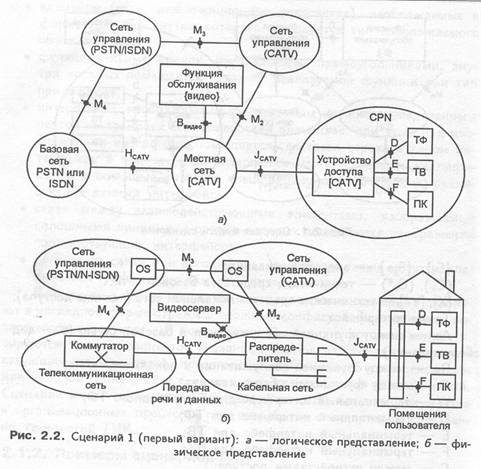 Сеть
управления
(PSTN/ISDN)
M₃
Сеть
управления
(CATV)
Функция
обслуживания
{видео}
M₄
Bвидео
M₂
CPN
Базовая
сеть
PSTN или
ISDN
HCATV
Местная
сеть
[CATV]
JCATV
Устройство
доступа
[CATV]
D
ТФ
E
ТВ
F
ПК
а)
Сеть
управления
(PSTN/N-ISDN)
OS
M₃
OS
Сеть
управления
(CATV)
M₄
Видеосервер
Bвидео
M₂
Коммутатор
HCATV
Распреде-
литель
JCATV
D
ТФ
E
ТВ
F
ПК
Телекоммуникационная
сеть
Передача
речи и данных
Кабельная сеть
Помещения
пользователя
б)
Рис. 2.2. Сценарий 1 (первый вариант): а — логическое представление; б — фи-
зическое представление